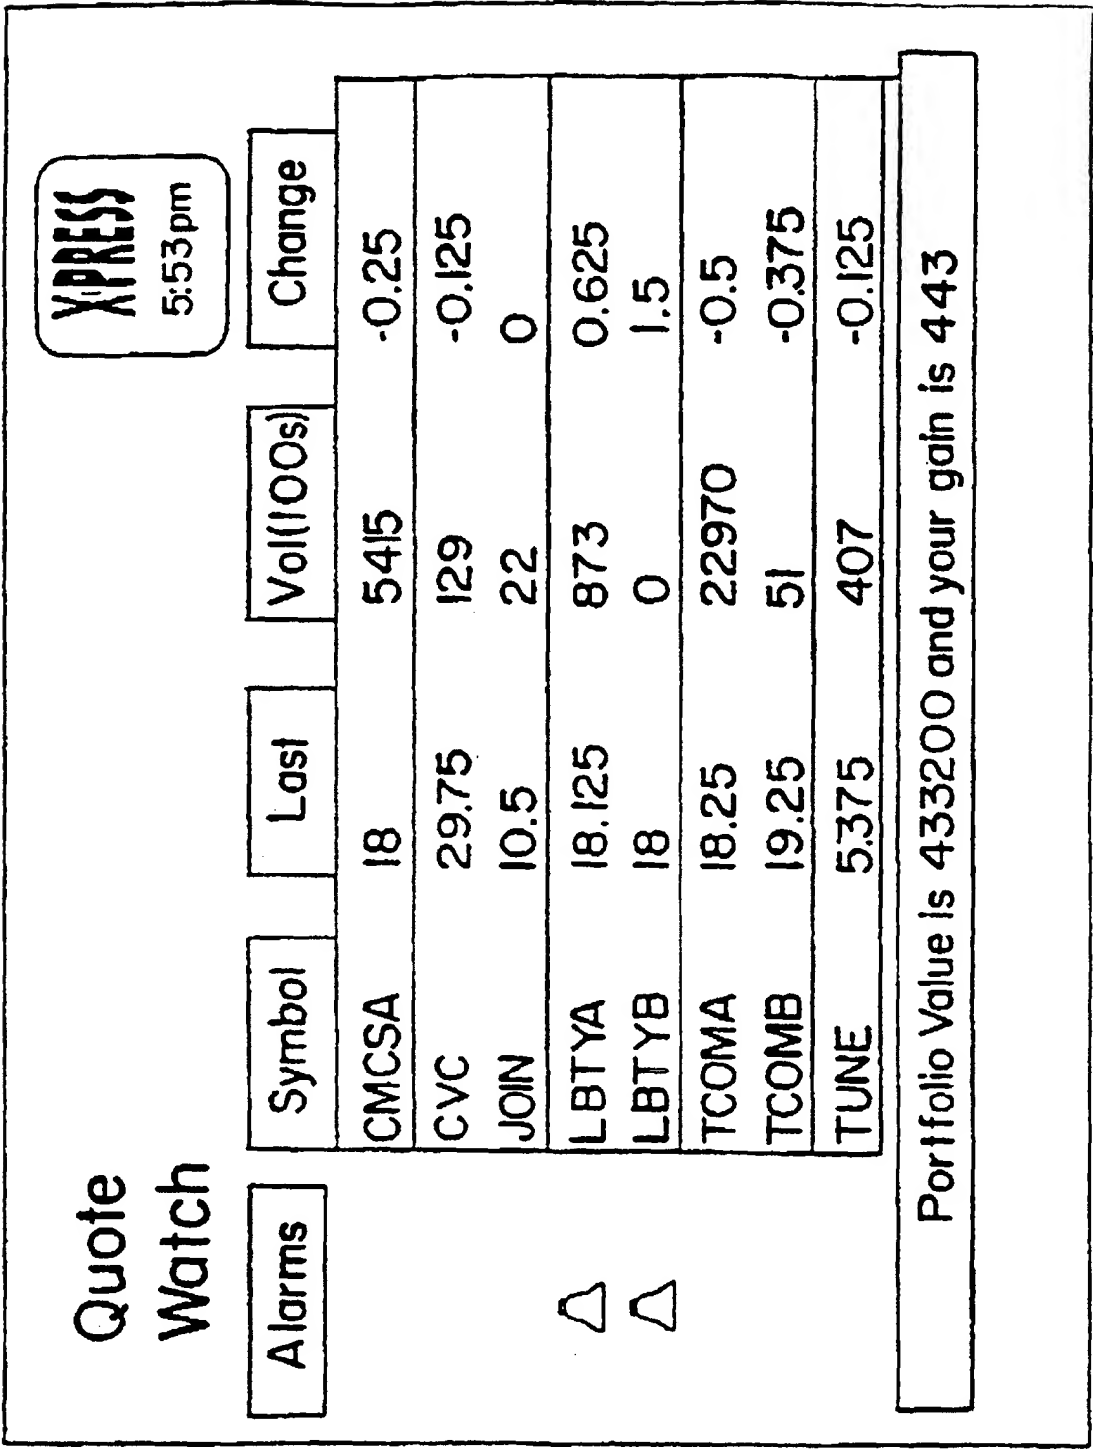 Quote
Watch
XPRESS
5:53pm
Alarms Symbol Last Vol(100s) Change
CMCSA 18 5415 -0.25
CVC 29.75 129 -0.125
JOIN 10.5 22 0
LBTYA 18.125 873 0.625
LBTYB 18 0 1.5
TCOMA 18.25 22970 -0.5
TCOMB 19.25 51 -0.375
TUNE 5.375 407 -0.125
Portfolio Value is 433200 and your gain is 443